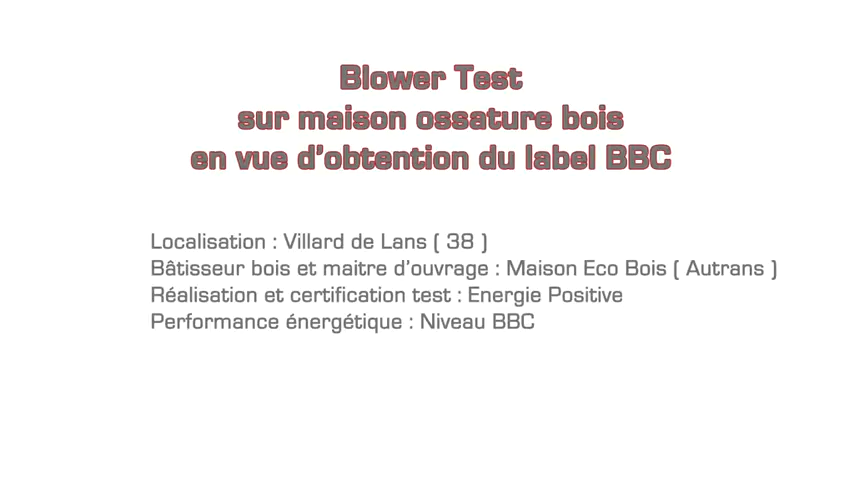 Blower Test
sur maison ossature bois
en vue d'obtention du label BBC
Localisation : Villard de Lans ( 38 )
Bâtisseur bois et maitre d'ouvrage : Maison Eco Bois ( Autrans )
Réalisation et certification test : Energie Positive
Performance énergétique : Niveau BBC